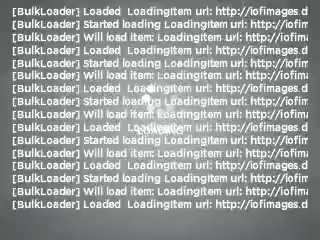 [BulkLoader] Loaded LoadingItem url: http://iofimages.d
[BulkLoader] Started loading LoadingItem url: http://iofim
[BulkLoader] Will load item: LoadingItem url: http://iofima
[BulkLoader] Loaded LoadingItem url: http://iofimages.d
[BulkLoader] Started loading LoadingItem url: http://iofim
[BulkLoader] Will load item: LoadingItem url: http://iofima
[BulkLoader] Loaded LoadingItem url: http://iofimages.d
[BulkLoader] Started loading LoadingItem url: http://iofim
[BulkLoader] Will load item: LoadingItem url: http://iofima
[BulkLoader] Loaded LoadingItem url: http://iofimages.d
LOADING
[BulkLoader] Started loading LoadingItem url: http://iofim
[BulkLoader] Will load item: LoadingItem url: http://iofima
[BulkLoader] Loaded LoadingItem url: http://iofimages.d
[BulkLoader] Started loading LoadingItem url: http://iofim
[BulkLoader] Will load item: LoadingItem url: http://iofima
[BulkLoader] Loaded LoadingItem url: http://iofimages.d